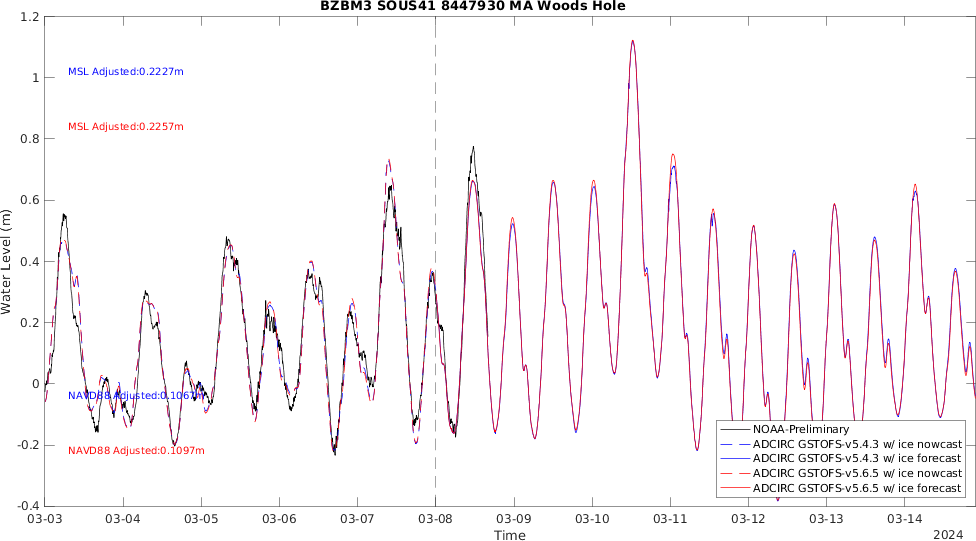 BZBM3 SOUS41 8447930 MA Woods Hole
1.2
1
0.8
0.6
0.4
0.2
0
-0.2
-0.4
Water Level (m)
MSL Adjusted:0.2227m
MSL Adjusted:0.2257m
NAVD88 Adjusted:0.1067m
NAVD88 Adjusted:0.1097m
NOAA-Preliminary
ADCIRC GSTOFS-v5.4.3 w/ ice nowcast
ADCIRC GSTOFS-v5.4.3 w/ ice forecast
ADCIRC GSTOFS-v5.6.5 w/ ice nowcast
ADCIRC GSTOFS-v5.6.5 w/ ice forecast
03-03 03-04 03-05 03-06 03-07 03-08 03-09 03-10 03-11 03-12 03-13 03-14
Time
2024